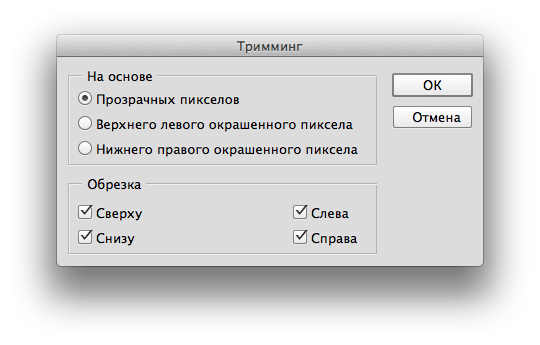 Тримминг
На основе
Прозрачных пикселов
Верхнего левого окрашенного пиксела
Нижнего правого окрашенного пиксела
OK
Отмена
Обрезка
Сверху
Слева
Снизу
Справа